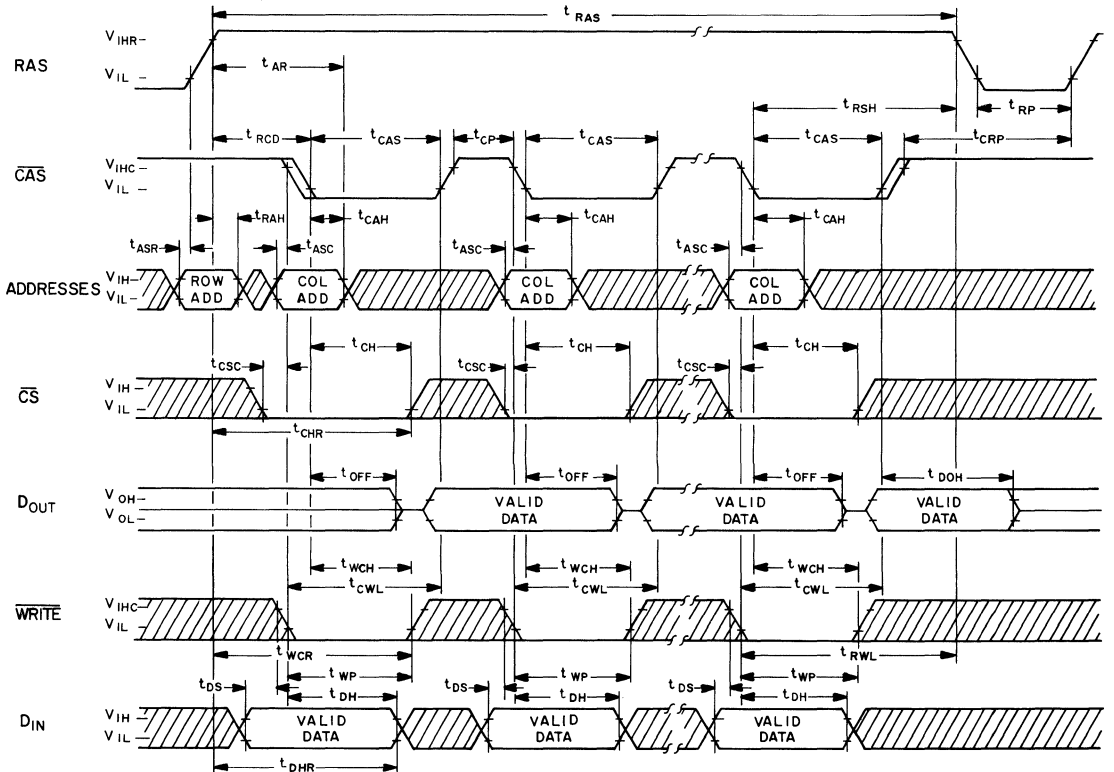 t RAS
RAS
V IHR
V IL
t AR
t RSH
t RP
t RCD
t CAS
t CP
t CAS
t CAS
t CRP
CAS
V IHC
V IL
t RAH
t CAH
t CAH
t CAH
t ASR
t ASC
t ASC
t ASC
ADDRESSES
V IH
V IL
ROW ADD
COL ADD
COL ADD
COL ADD
t CH
t CH
t CH
t CSC
t CSC
t CSC
CS
V IH
V IL
t CHR
t OFF
t OFF
t OFF
t DOH
D OUT
V OH
V OL
VALID DATA
VALID DATA
VALID DATA
t WCH
t WCH
t WCH
t CWL
t CWL
t CWL
WRITE
V IHC
V IL
t WCR
t RWL
t WP
t WP
t WP
t DS
t DH
t DS
t DH
t DS
t DH
D IN
V IH
V IL
VALID DATA
VALID DATA
VALID DATA
t DHR